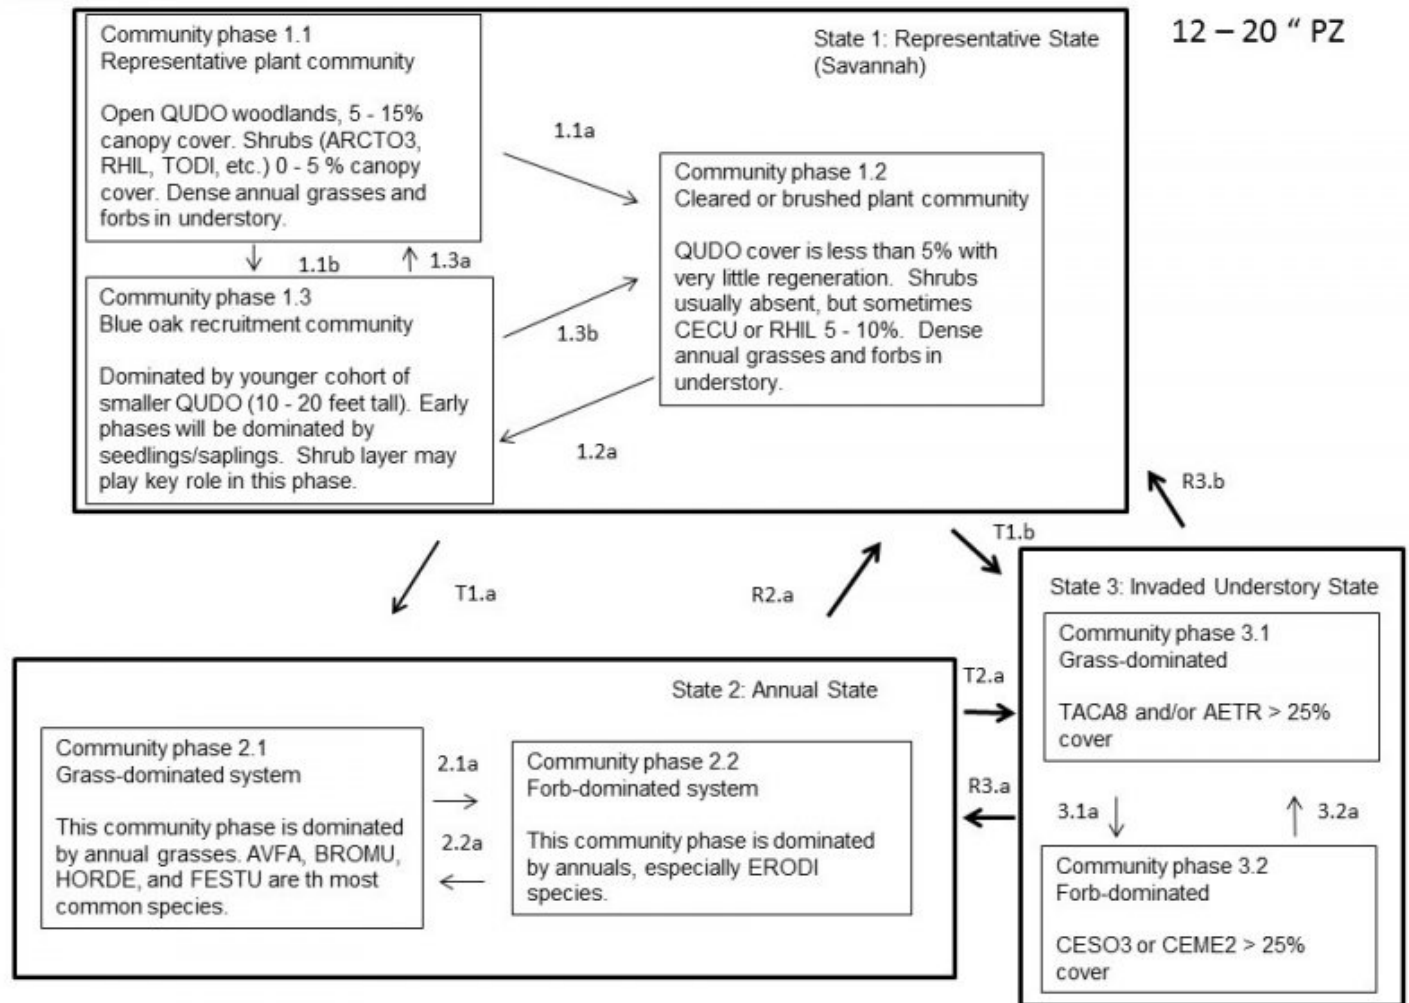 12 – 20 “ PZ
State 1: Representative State
(Savannah)
Community phase 1.1
Representative plant community
Open QUDO woodlands, 5 - 15%
canopy cover. Shrubs (ARCTO3,
RHIL, TODI, etc.) 0 - 5 % canopy
cover. Dense annual grasses and
forbs in understory.
1.1a
Community phase 1.2
Cleared or brushed plant community
QUDO cover is less than 5% with
very little regeneration. Shrubs
usually absent, but sometimes
CECU or RHIL 5 - 10%. Dense
annual grasses and forbs in
understory.
1.1b
1.3a
Community phase 1.3
Blue oak recruitment community
Dominated by younger cohort of
smaller QUDO (10 - 20 feet tall). Early
phases will be dominated by
seedlings/saplings. Shrub layer may
play key role in this phase.
1.3b
1.2a
R3.b
T1.b
T1.a
R2.a
State 3: Invaded Understory State
Community phase 3.1
Grass-dominated
TACA8 and/or AETR > 25%
cover
3.1a
3.2a
Community phase 3.2
Forb-dominated
CESO3 or CEME2 > 25%
cover
T2.a
R3.a
State 2: Annual State
Community phase 2.1
Grass-dominated system
This community phase is dominated
by annual grasses. AVFA, BROMU,
HORDE, and FESTU are th most
common species.
2.1a
2.2a
Community phase 2.2
Forb-dominated system
This community phase is dominated
by annuals, especially ERODI
species.